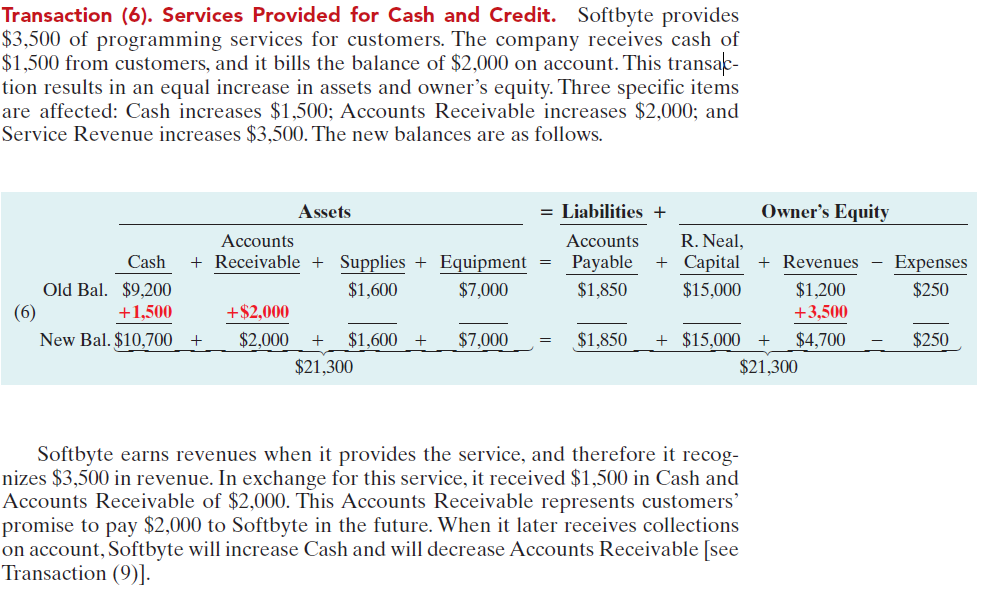 Transaction (6). Services Provided for Cash and Credit. Softbyte provides
$3,500 of programming services for customers. The company receives cash of
$1,500 from customers, and it bills the balance of $2,000 on account. This transac-
tion results in an equal increase in assets and owner's equity. Three specific items
are affected: Cash increases $1,500; Accounts Receivable increases $2,000; and
Service Revenue increases $3,500. The new balances are as follows.
Assets = Liabilities + Owner's Equity
Accounts Accounts R. Neal,
Cash + Receivable + Supplies + Equipment = Payable + Capital + Revenues − Expenses
Old Bal. $9,200 $1,600 $7,000 $1,850 $15,000 $1,200 $250
(6) +1,500 +$2,000 +3,500
New Bal. $10,700 + $2,000 + $1,600 + $7,000 = $1,850 + $15,000 + $4,700 − $250
$21,300 $21,300
Softbyte earns revenues when it provides the service, and therefore it recog-
nizes $3,500 in revenue. In exchange for this service, it received $1,500 in Cash and
Accounts Receivable of $2,000. This Accounts Receivable represents customers'
promise to pay $2,000 to Softbyte in the future. When it later receives collections
on account, Softbyte will increase Cash and will decrease Accounts Receivable [see
Transaction (9)].